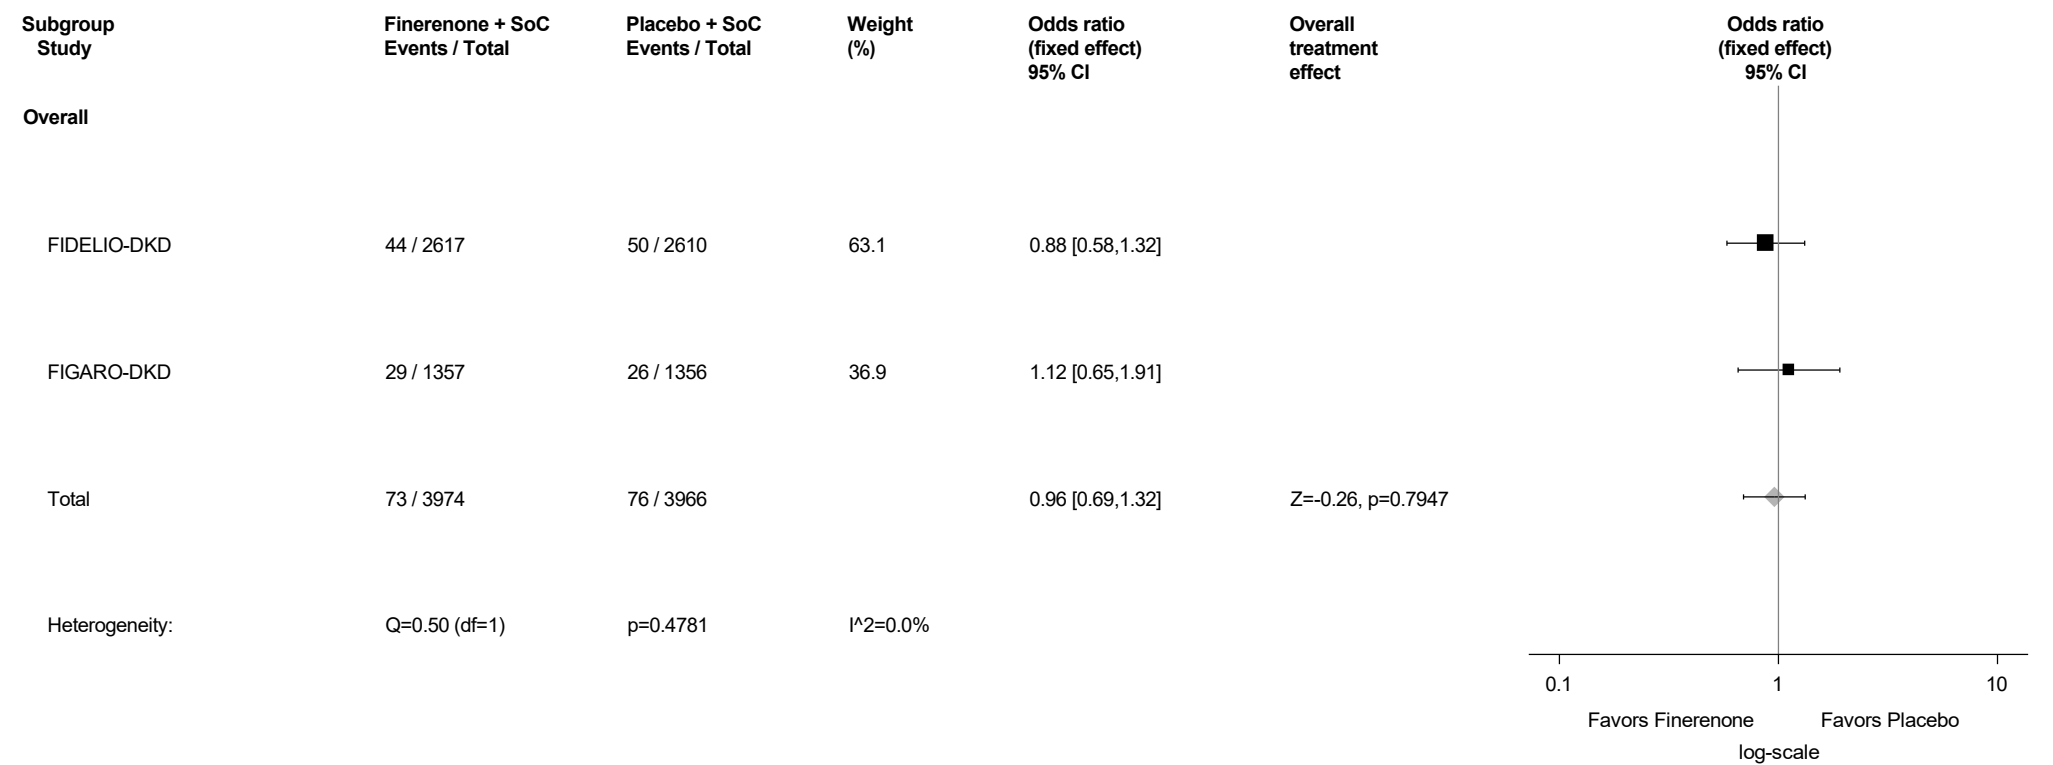 Subgroup Finerenone + SoC Placebo + SoC Weight Odds ratio Overall Odds ratio
Study Events / Total Events / Total (%) (fixed effect) treatment (fixed effect)
95% CI effect 95% CI
Overall
FIDELIO-DKD 44 / 2617 50 / 2610 63.1 0.88 [0.58,1.32]
FIGARO-DKD 29 / 1357 26 / 1356 36.9 1.12 [0.65,1.91]
Total 73 / 3974 76 / 3966 0.96 [0.69,1.32] Z=-0.26, p=0.7947
Heterogeneity: Q=0.50 (df=1) p=0.4781 I^2=0.0%
0.1 1 10
Favors Finerenone Favors Placebo
log-scale